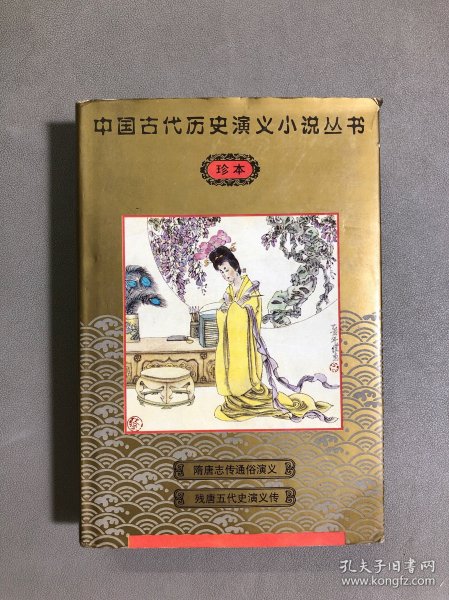 中国古代历史演义小说丛书
珍本
隋唐志传通俗演义
残唐五代史演义传
孔夫子旧书网
www.kongfz.com